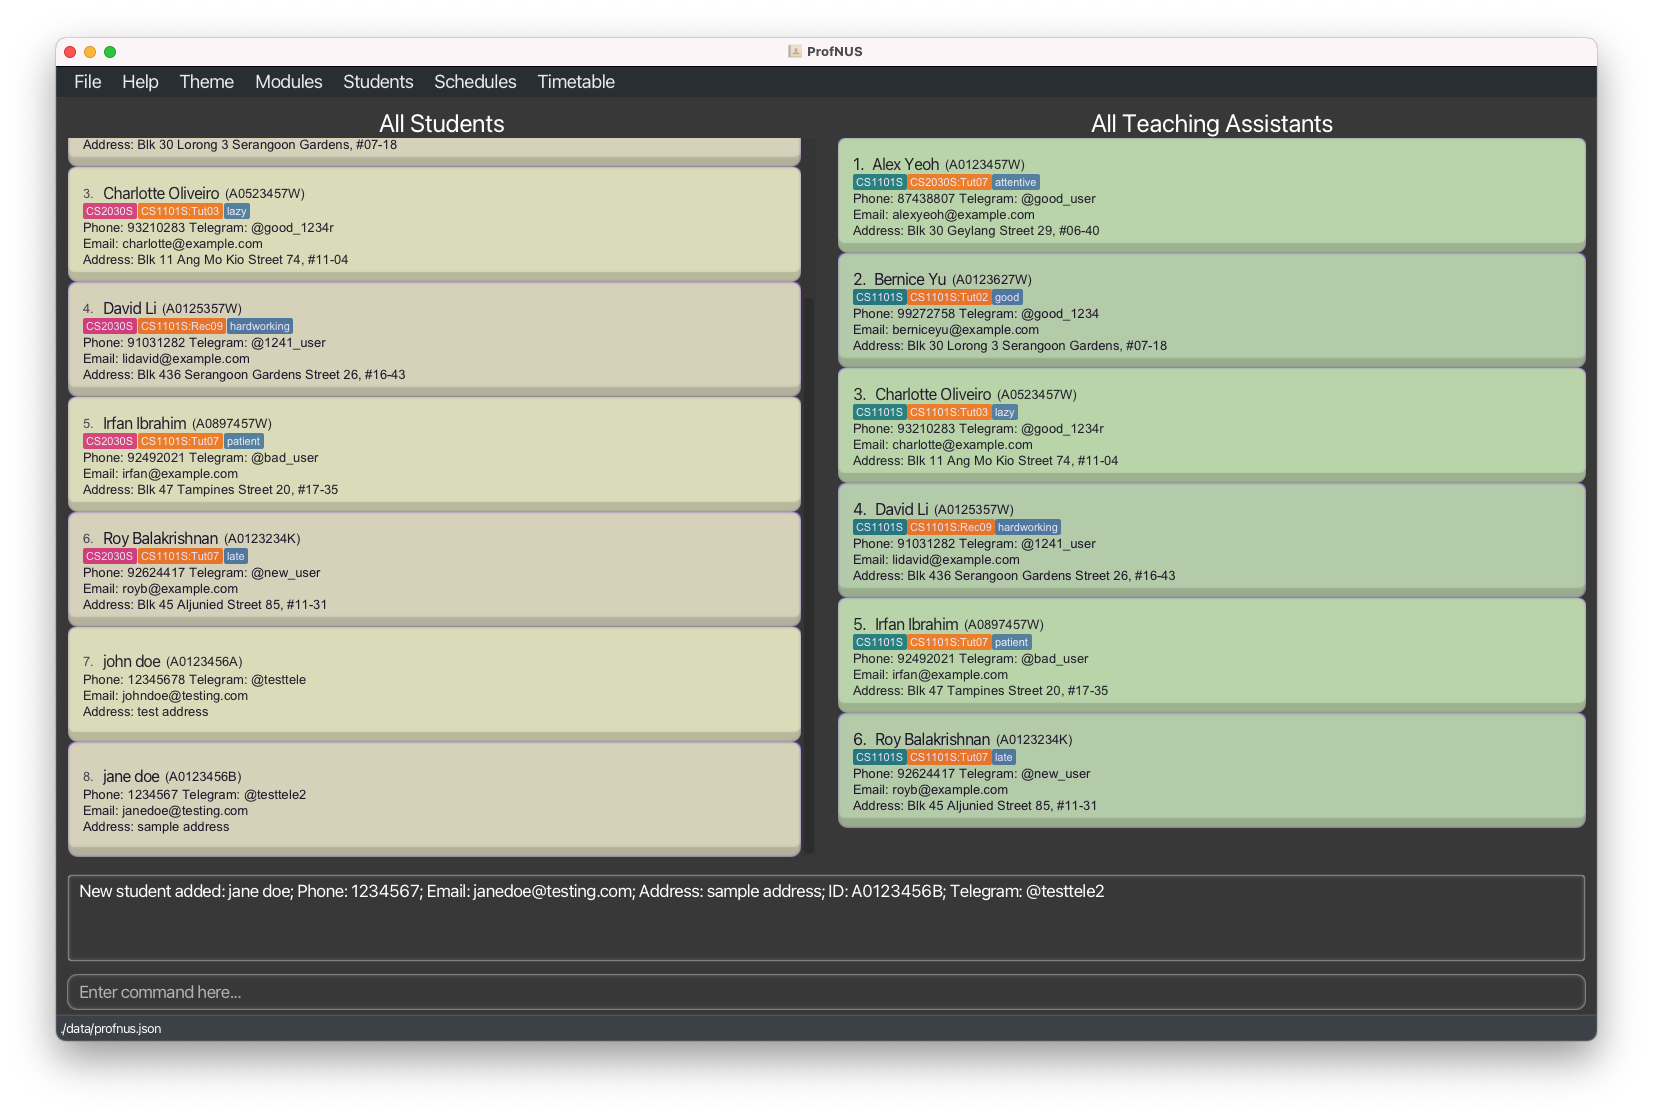 ProfNUS
File Help Theme Modules Students Schedules Timetable
All Students
Address: Blk 30 Lorong 3 Serangoon Gardens, #07-18
3. Charlotte Oliveiro (A0523457W)
CS2030S CS1101S:Tut03 lazy
Phone: 93210283 Telegram: @good_1234r
Email: charlotte@example.com
Address: Blk 11 Ang Mo Kio Street 74, #11-04
4. David Li (A0125357W)
CS2030S CS1101S:Rec09 hardworking
Phone: 91031282 Telegram: @1241_user
Email: lidavid@example.com
Address: Blk 436 Serangoon Gardens Street 26, #16-43
5. Irfan Ibrahim (A0897457W)
CS2030S CS1101S:Tut07 patient
Phone: 92492021 Telegram: @bad_user
Email: irfan@example.com
Address: Blk 47 Tampines Street 20, #17-35
6. Roy Balakrishnan (A0123234K)
CS2030S CS1101S:Tut07 late
Phone: 92624417 Telegram: @new_user
Email: royb@example.com
Address: Blk 45 Aljunied Street 85, #11-31
7. john doe (A0123456A)
Phone: 12345678 Telegram: @testtele
Email: johndoe@testing.com
Address: test address
8. jane doe (A0123456B)
Phone: 1234567 Telegram: @testtele2
Email: janedoe@testing.com
Address: sample address
All Teaching Assistants
1. Alex Yeoh (A0123457W)
CS1101S CS2030S:Tut07 attentive
Phone: 87438807 Telegram: @good_user
Email: alexyeoh@example.com
Address: Blk 30 Geylang Street 29, #06-40
2. Bernice Yu (A0123627W)
CS1101S CS1101S:Tut02 good
Phone: 99272758 Telegram: @good_1234
Email: berniceyu@example.com
Address: Blk 30 Lorong 3 Serangoon Gardens, #07-18
3. Charlotte Oliveiro (A0523457W)
CS1101S CS1101S:Tut03 lazy
Phone: 93210283 Telegram: @good_1234r
Email: charlotte@example.com
Address: Blk 11 Ang Mo Kio Street 74, #11-04
4. David Li (A0125357W)
CS1101S CS1101S:Rec09 hardworking
Phone: 91031282 Telegram: @1241_user
Email: lidavid@example.com
Address: Blk 436 Serangoon Gardens Street 26, #16-43
5. Irfan Ibrahim (A0897457W)
CS1101S CS1101S:Tut07 patient
Phone: 92492021 Telegram: @bad_user
Email: irfan@example.com
Address: Blk 47 Tampines Street 20, #17-35
6. Roy Balakrishnan (A0123234K)
CS1101S CS1101S:Tut07 late
Phone: 92624417 Telegram: @new_user
Email: royb@example.com
Address: Blk 45 Aljunied Street 85, #11-31
New student added: jane doe; Phone: 1234567; Email: janedoe@testing.com; Address: sample address; ID: A0123456B; Telegram: @testtele2
Enter command here...
./data/profnus.json